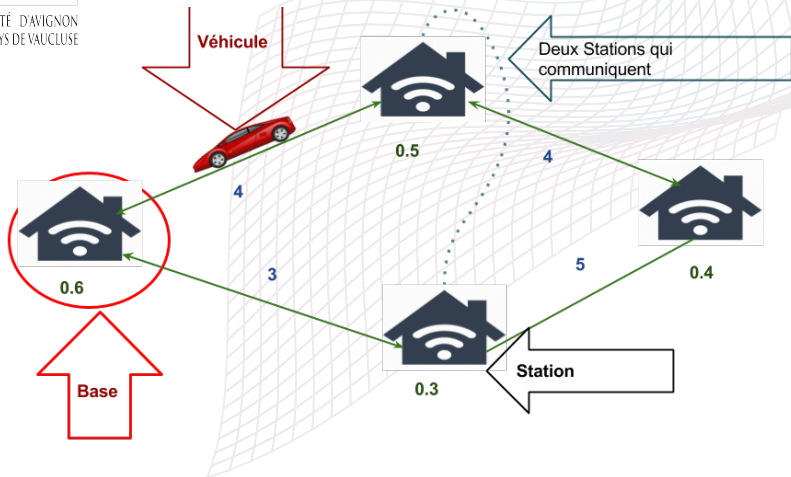 TÉ D'AVIGNON
YS DE VAUCLUSE
Véhicule
Deux Stations qui
communiquent
0.5
4
4
0.6
3
5
0.4
Base
Station
0.3